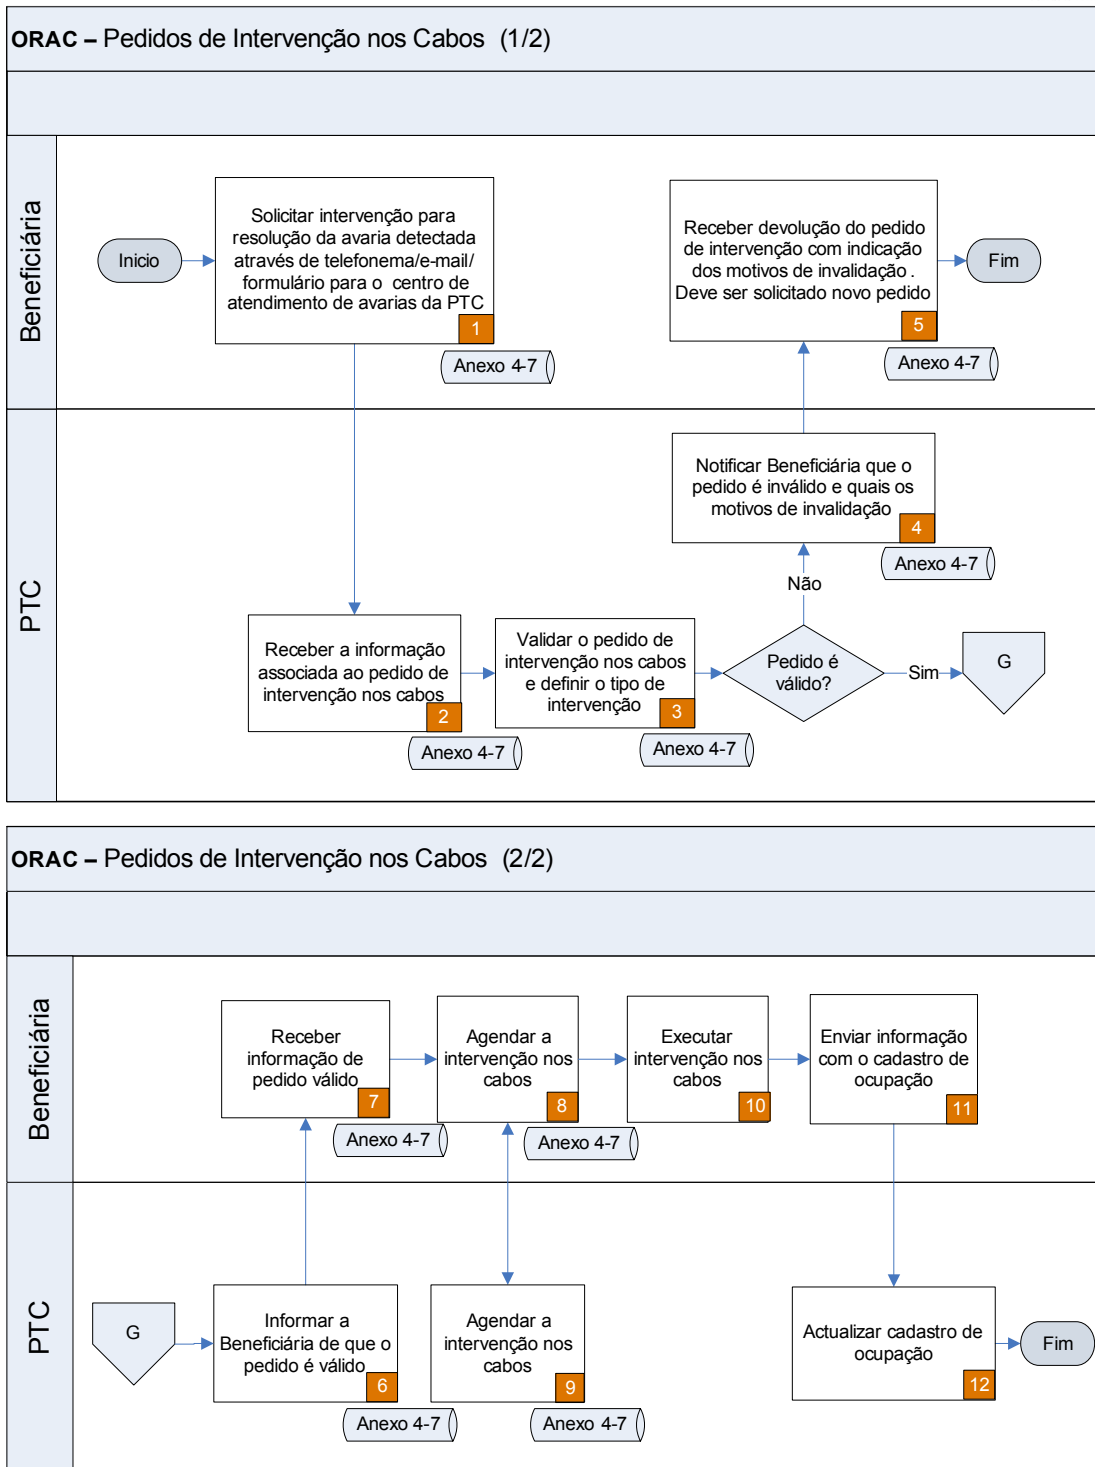 ORAC – Pedidos de Intervenção nos Cabos (1/2)
Beneficiária
Inicio
Solicitar intervenção para
resolução da avaria detectada
através de telefonema/e-mail/
formulário para o centro de
atendimento de avarias da PTC
1
Anexo 4-7
Receber devolução do pedido
de intervenção com indicação
dos motivos de invalidação .
Deve ser solicitado novo pedido
5
Anexo 4-7
Fim
PTC
Notificar Beneficiária que o
pedido é inválido e quais os
motivos de invalidação
4
Anexo 4-7
Não
Receber a informação
associada ao pedido de
intervenção nos cabos
2
Anexo 4-7
Validar o pedido de
intervenção nos cabos
e definir o tipo de
intervenção
3
Anexo 4-7
Pedido é
válido?
Sim
G
ORAC – Pedidos de Intervenção nos Cabos (2/2)
Beneficiária
Receber
informação de
pedido válido
7
Anexo 4-7
Agendar a
intervenção nos
cabos
8
Anexo 4-7
Executar
intervenção nos
cabos
10
Enviar informação
com o cadastro de
ocupação
11
PTC
G
Informar a
Beneficiária de que o
pedido é válido
6
Anexo 4-7
Agendar a
intervenção nos
cabos
9
Anexo 4-7
Actualizar cadastro de
ocupação
12
Fim